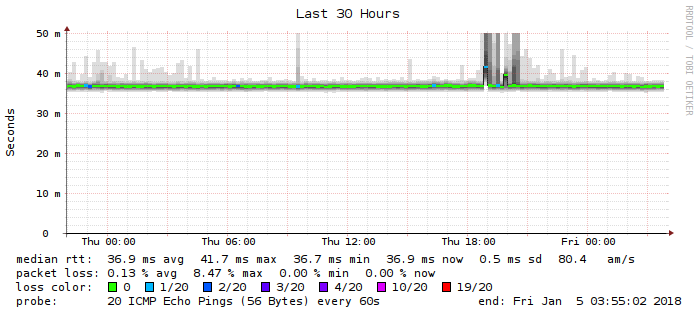 Last 30 Hours
RRDTOOL / TOBI OETIKER
Seconds
50 m
40 m
30 m
20 m
10 m
0
Thu 00:00 Thu 06:00 Thu 12:00 Thu 18:00 Fri 00:00
median rtt: 36.9 ms avg 41.7 ms max 36.7 ms min 36.9 ms now 0.5 ms sd 80.4 am/s
packet loss: 0.13 % avg 8.47 % max 0.00 % min 0.00 % now
loss color: 0 1/20 2/20 3/20 4/20 10/20 19/20
probe: 20 ICMP Echo Pings (56 Bytes) every 60s end: Fri Jan 5 03:55:02 2018